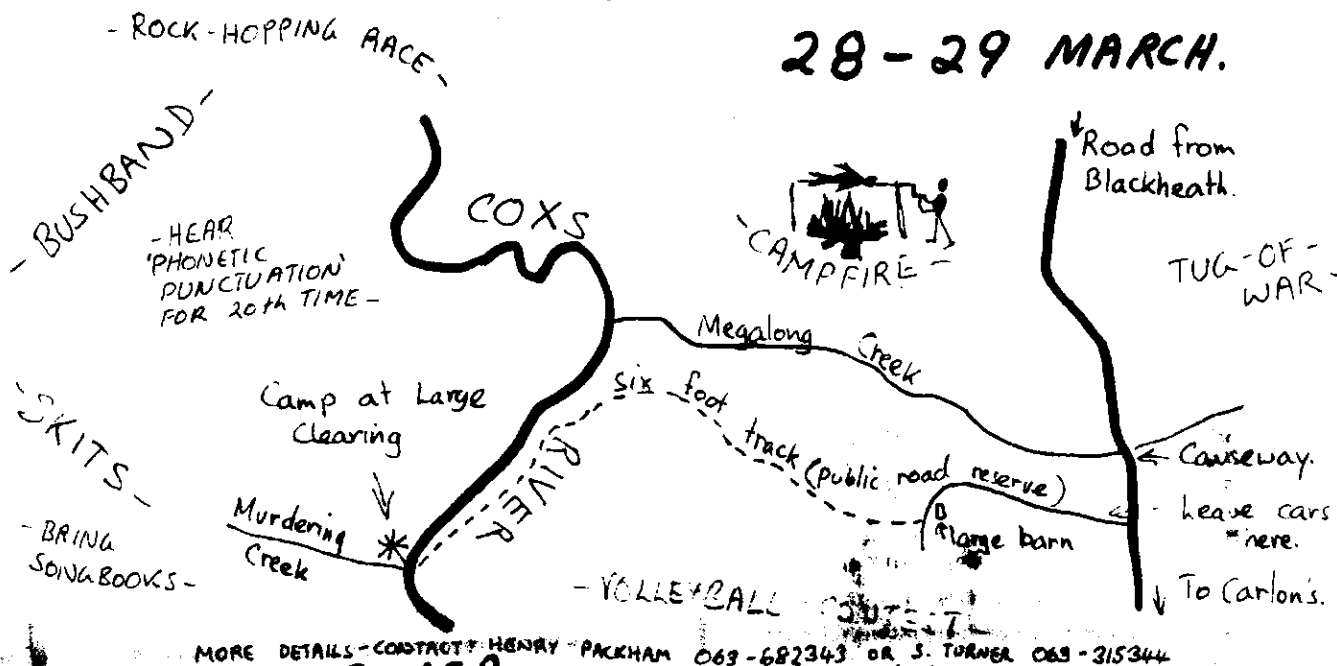 - ROCK-HOPPING RACE -
28-29 MARCH.
- BUSHBAND -
Road from
Blackheath.
COXS
- HEAR
'PHONETIC
PUNCTUATION'
FOR 20th TIME -
- CAMPFIRE -
TUG-OF-
WAR -
Megalong Creek
six foot track (public road reserve)
Camp at Large
Clearing
RIVER
- SKITS -
Causeway.
Leave cars
here.
large barn
Murdering
Creek
- BRING
SONGBOOKS -
- VOLLEYBALL
To Carlon's.
MORE DETAILS - CONTACT HENRY PACKHAM 063-682343 OR S. TURNER 063-315344